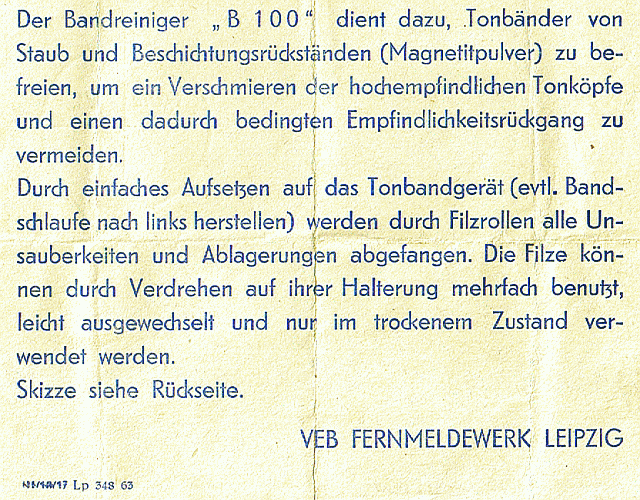 Der Bandreiniger „B 100“ dient dazu, Tonbänder von
Staub und Beschichtungsrückständen (Magnetitpulver) zu be-
freien, um ein Verschmieren der hochempfindlichen Tonköpfe
und einen dadurch bedingten Empfindlichkeitsrückgang zu
vermeiden.
Durch einfaches Aufsetzen auf das Tonbandgerät (evtl. Band-
schlaufe nach links herstellen) werden durch Filzrollen alle Un-
sauberkeiten und Ablagerungen abgefangen. Die Filze kön-
nen durch Verdrehen auf ihrer Halterung mehrfach benutzt,
leicht ausgewechselt und nur im trockenem Zustand ver-
wendet werden.
Skizze siehe Rückseite.
VEB FERNMELDEWERK LEIPZIG
Lp 348 63